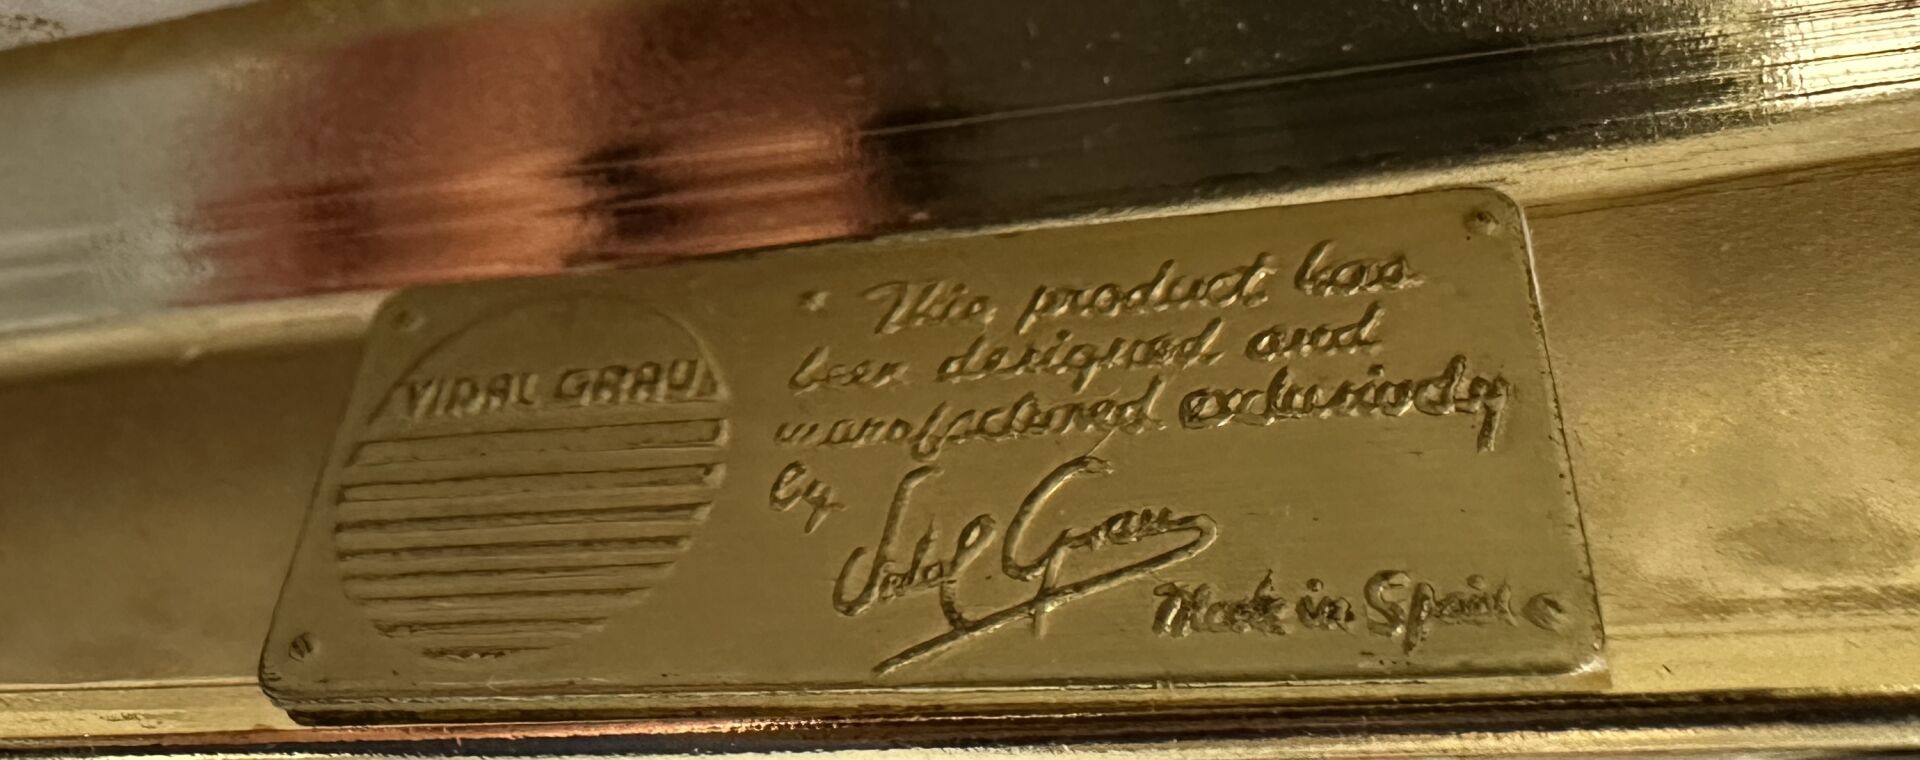 VIDAL GRAU
This product has
been designed and
manufactured exclusively
by Vidal Grau
Made in Spain